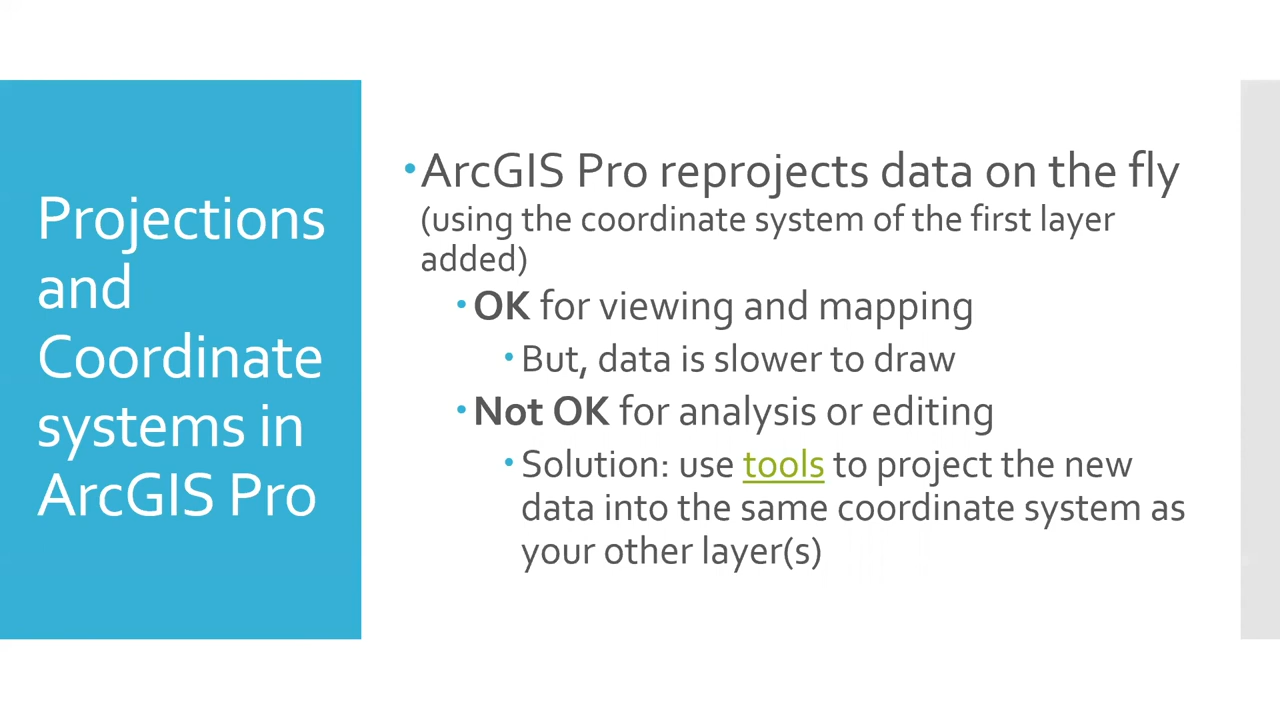 Projections
and
Coordinate
systems in
ArcGIS Pro
•ArcGIS Pro reprojects data on the fly
(using the coordinate system of the first layer
added)
•OK for viewing and mapping
•But, data is slower to draw
•Not OK for analysis or editing
•Solution: use tools to project the new
data into the same coordinate system as
your other layer(s)